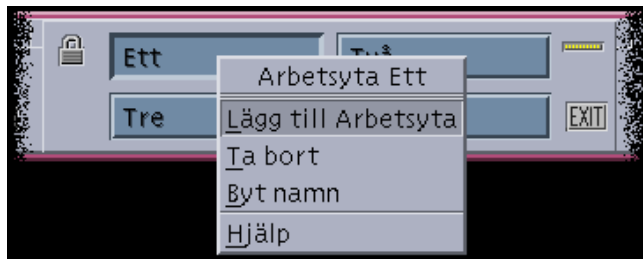 Ett
Två
Arbetsyta Ett
Tre
Lägg till Arbetsyta
EXIT
Ta bort
Byt namn
Hjälp